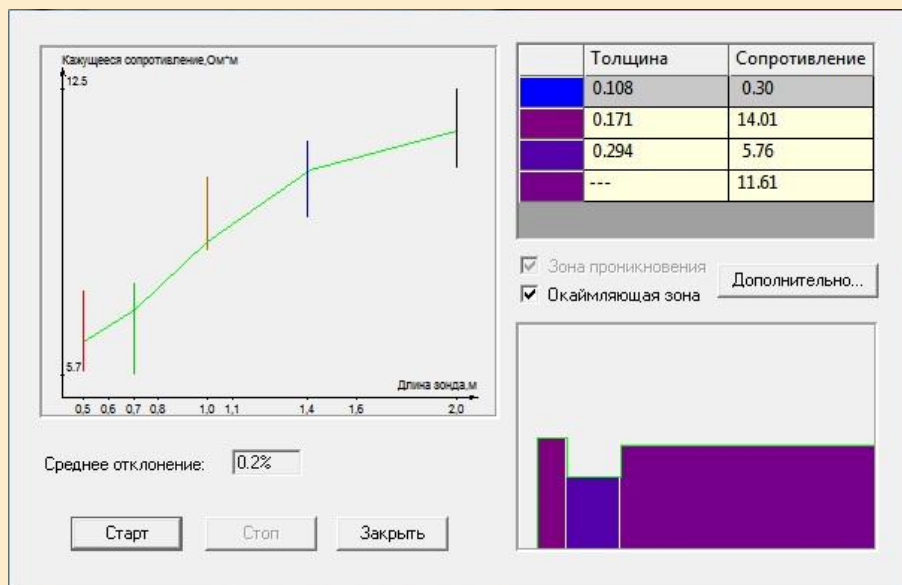 Кажущееся сопротивление,Ом*м
12.5
5.7
Длина зонда,м
0,5 0,6 0,7 0,8 1,0 1,1 1,4 1,6 2,0
Среднее отклонение: 0.2%
Старт Стоп Закрыть
Толщина Сопротивление
0.108 0.30
0.171 14.01
0.294 5.76
--- 11.61
Зона проникновения
Окаймляющая зона
Дополнительно...